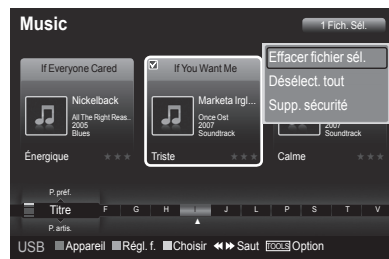 Music
1 Fich. Sél.
Effacer fichier sél.
Désélect. tout
Supp. sécurité
If Everyone Cared
If You Want Me
Nickelback
All The Right Reas..
2005
Blues
Marketa Irgl...
Once Ost
2007
Soundtrack
2007
Soundtrack
Énergique
Triste
Calme
P. préf.
Titre F G H I J L P S T V
P. artis.
USB Appareil Régl. f. Choisir Saut TOOLS Option